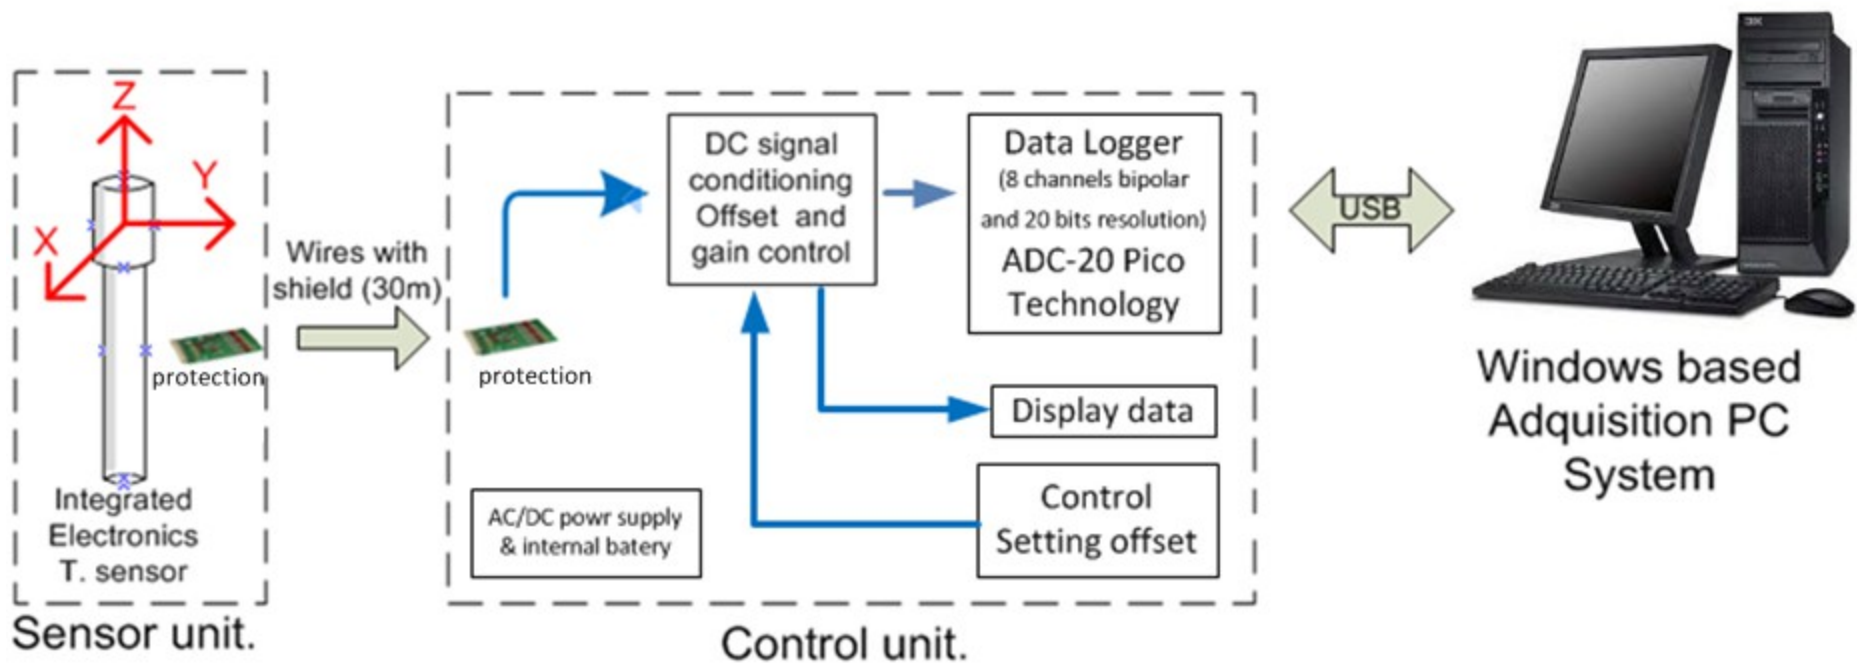 Z
Y
X
protection
Integrated
Electronics
T. sensor
Sensor unit.
Wires with
shield (30m)
protection
DC signal
conditioning
Offset and
gain control
Data Logger
(8 channels bipolar
and 20 bits resolution)
ADC-20 Pico
Technology
Display data
Control
Setting offset
AC/DC powr supply
& internal batery
Control unit.
USB
Windows based
Adquisition PC
System